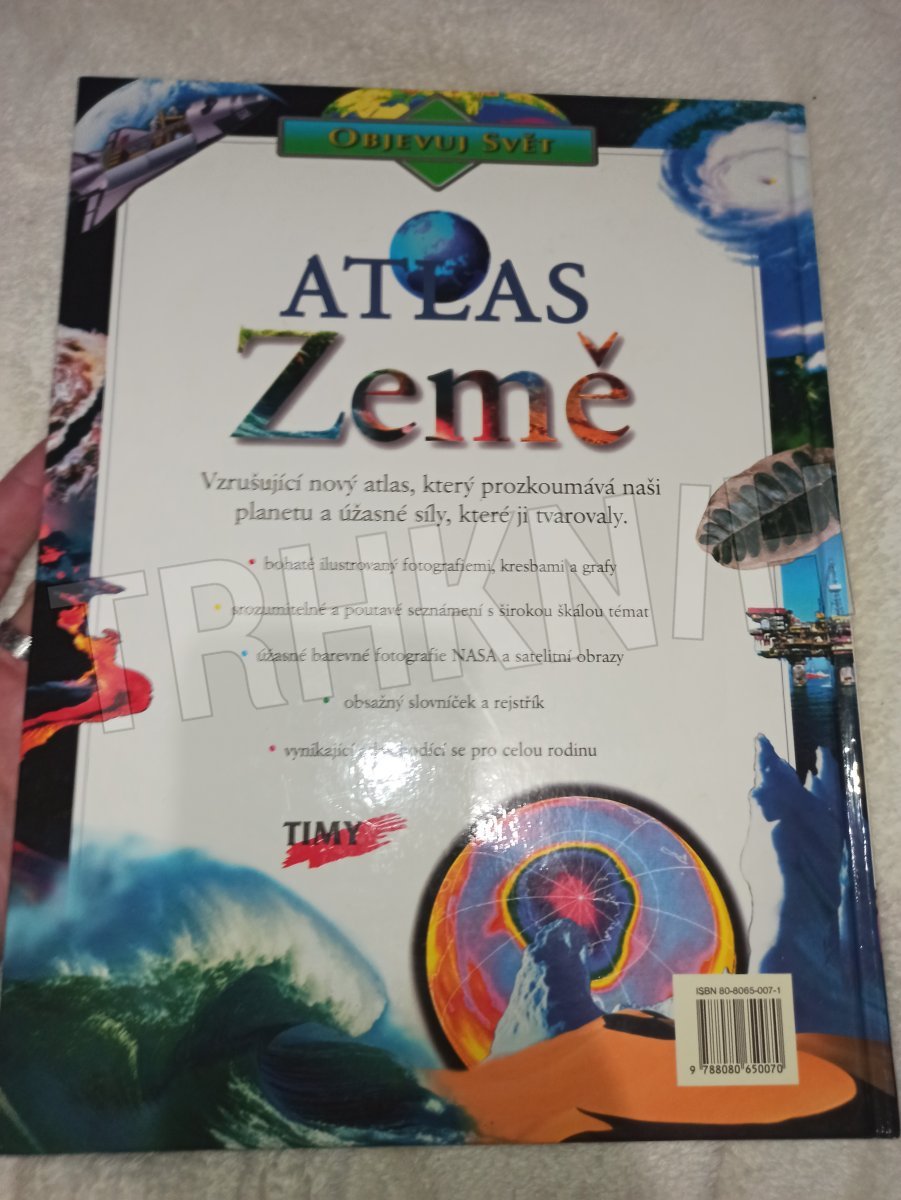 OBJEVUJ SVĚT
ATLAS
Země
Vzrušující nový atlas, který prozkoumává naši
planetu a úžasné síly, které ji tvarovaly.
• bohatě ilustrovaný fotografiemi, kresbami a grafy
• srozumitelné a poutavé seznámení s širokou škálou témat
• úžasné barevné fotografie NASA a satelitní obrazy
• obsažný slovníček a rejstřík
• vynikající se pro celou rodinu
TRHKNIH
TIMY
ISBN 80-8065-007-1
9 788080 650070